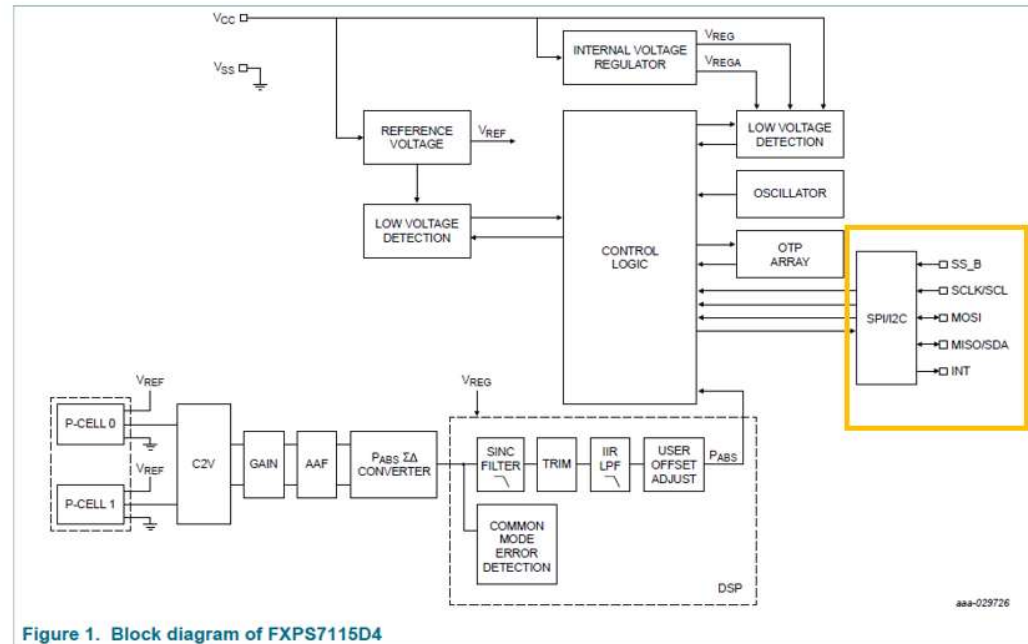 VCC
VSS
INTERNAL VOLTAGE
REGULATOR
VREG
VREGA
REFERENCE
VOLTAGE
VREF
LOW VOLTAGE
DETECTION
LOW VOLTAGE
DETECTION
OSCILLATOR
CONTROL
LOGIC
OTP
ARRAY
SPI/I2C
SS_B
SCLK/SCL
MOSI
MISO/SDA
INT
VREF
P-CELL 0
VREF
P-CELL 1
C2V
GAIN
AAF
PABS ΣΔ
CONVERTER
VREG
SINC
FILTER
TRIM
IIR
LPF
USER
OFFSET
ADJUST
PABS
COMMON
MODE
ERROR
DETECTION
DSP
aaa-029726
Figure 1. Block diagram of FXPS7115D4